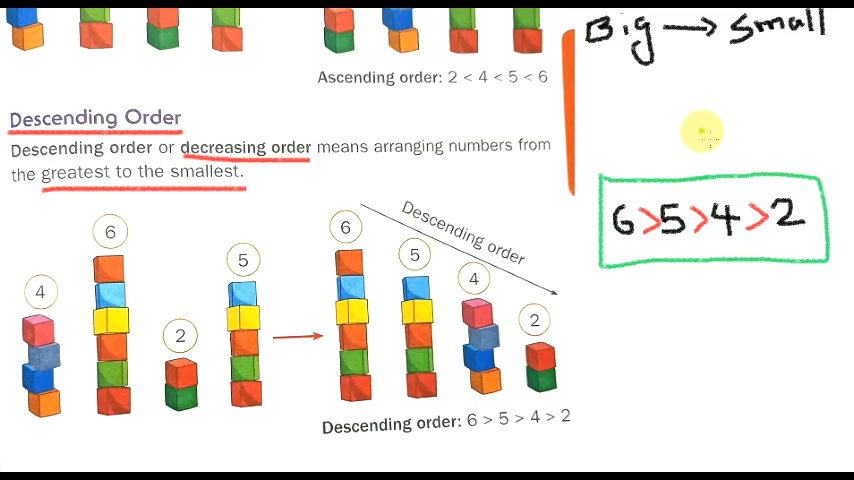 Big → Small
Ascending order: 2 < 4 < 5 < 6
Descending Order
Descending order or decreasing order means arranging numbers from
the greatest to the smallest.
6>5>4>2
4
6
2
5
6
5
4
2
Descending order
Descending order: 6 > 5 > 4 > 2